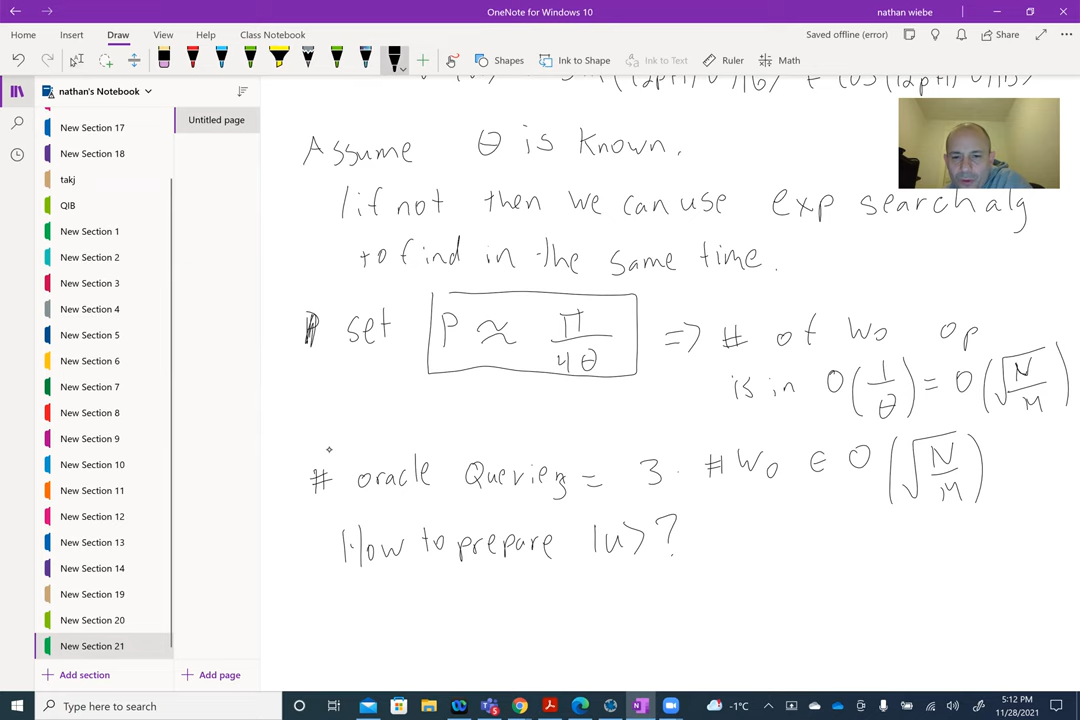 OneNote for Windows 10
nathan wiebe
Home Insert Draw View Help Class Notebook
Saved offline (error)
Share
Shapes
Ink to Shape
Ink to Text
Ruler
Math
nathan's Notebook
New Section 17
New Section 18
takj
QIB
New Section 1
New Section 2
New Section 3
New Section 4
New Section 5
New Section 6
New Section 7
New Section 8
New Section 9
New Section 10
New Section 11
New Section 12
New Section 13
New Section 14
New Section 19
New Section 20
New Section 21
Add section
Untitled page
Add page
Assume θ is known.
/if not then we can use exp search alg
to find in the same time.
set P ≈ π/4θ => # of W₀ op
is in O(1/θ) = O(√(N/M))
# oracle Queries = 3 · #W₀ ∈ O(√(N/M))
How to prepare |u>?
Type here to search
-1°C
5:12 PM
11/28/2021